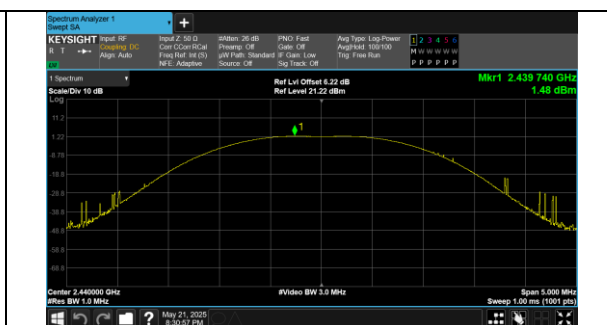 Spectrum Analyzer 1
Swept SA
+
KEYSIGHT
R T
Input: RF
Coupling: DC
Align: Auto
Input Z: 50 Ω
Corr CCorr RCal
Freq Ref: Int (S)
NFE: Adaptive
#Atten: 26 dB
Preamp: Off
µW Path: Standard
Source: Off
PNO: Fast
Gate: Off
IF Gain: Low
Sig Track: Off
Avg Type: Log-Power
Avg|Hold: 100/100
Trig: Free Run
1 2 3 4 5 6
M W W W W W
P P P P P P
1 Spectrum
Scale/Div 10 dB
Log
Ref Lvl Offset 6.22 dB
Ref Level 21.22 dBm
Mkr1 2.439 740 GHz
1.48 dBm
11.2
1.22
-8.78
-18.8
-28.8
-38.8
-48.8
-58.8
-68.8
1
Center 2.440000 GHz
#Res BW 1.0 MHz
#Video BW 3.0 MHz
Span 5.000 MHz
Sweep 1.00 ms (1001 pts)
?
May 21, 2025
8:30:57 PM